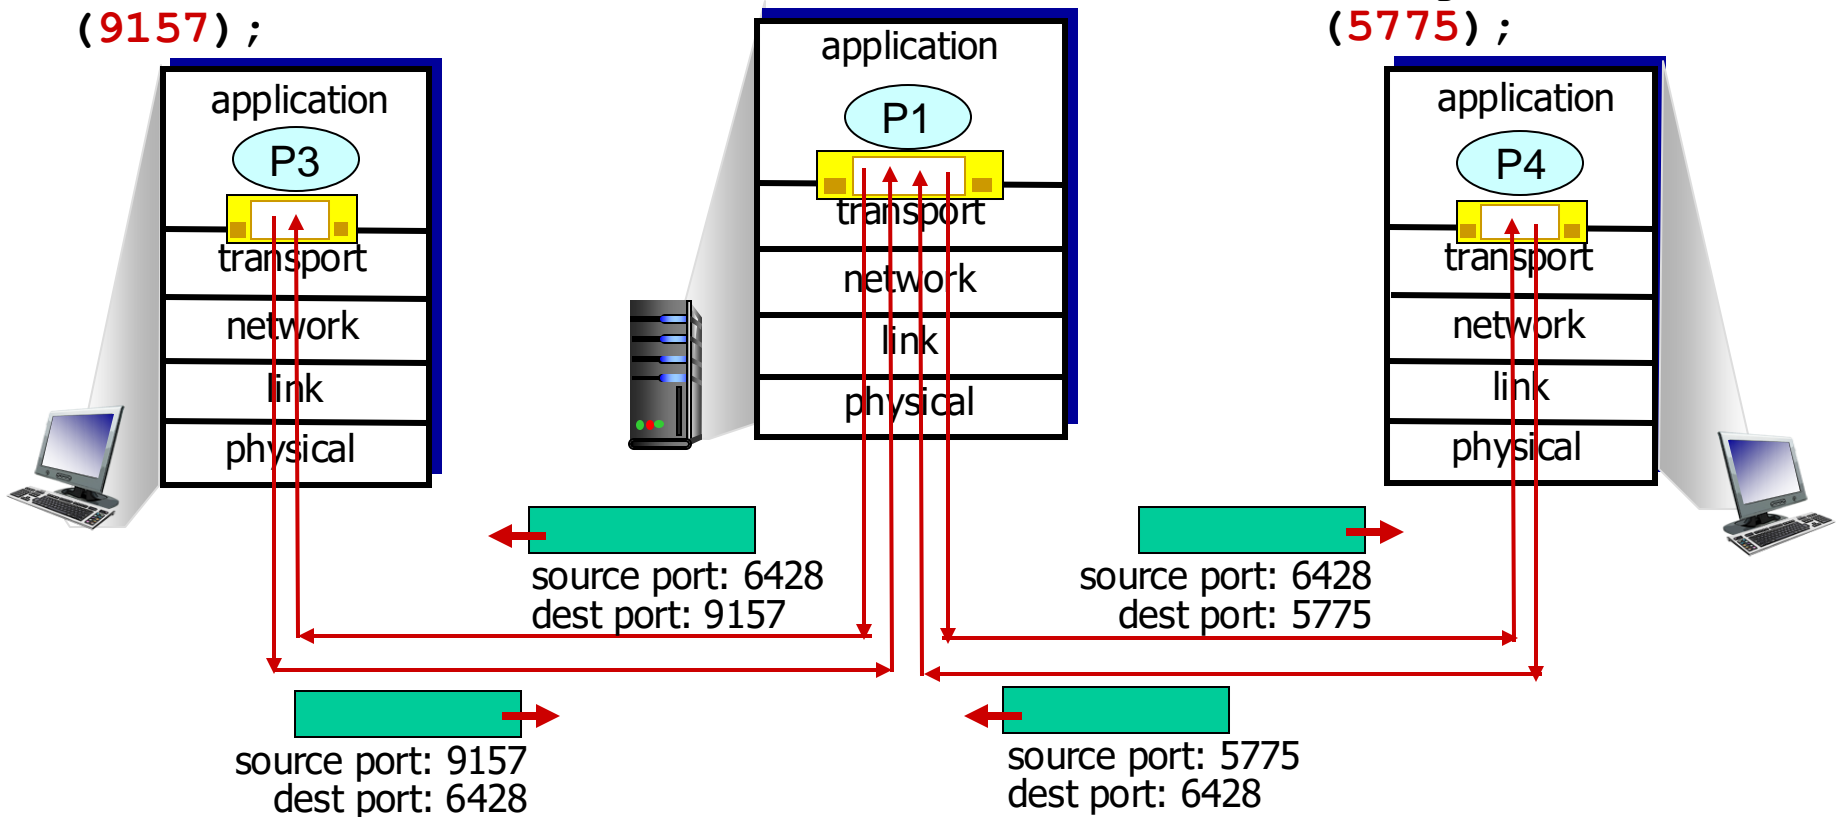 (9157);
(5775);
application
P3
transport
network
link
physical
application
P1
transport
network
link
physical
application
P4
transport
network
link
physical
source port: 6428
dest port: 9157
source port: 6428
dest port: 5775
source port: 9157
dest port: 6428
source port: 5775
dest port: 6428